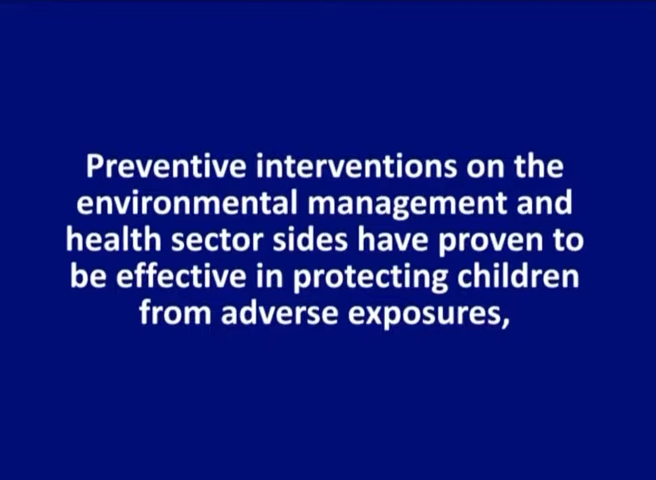 Preventive interventions on the
environmental management and
health sector sides have proven to
be effective in protecting children
from adverse exposures,